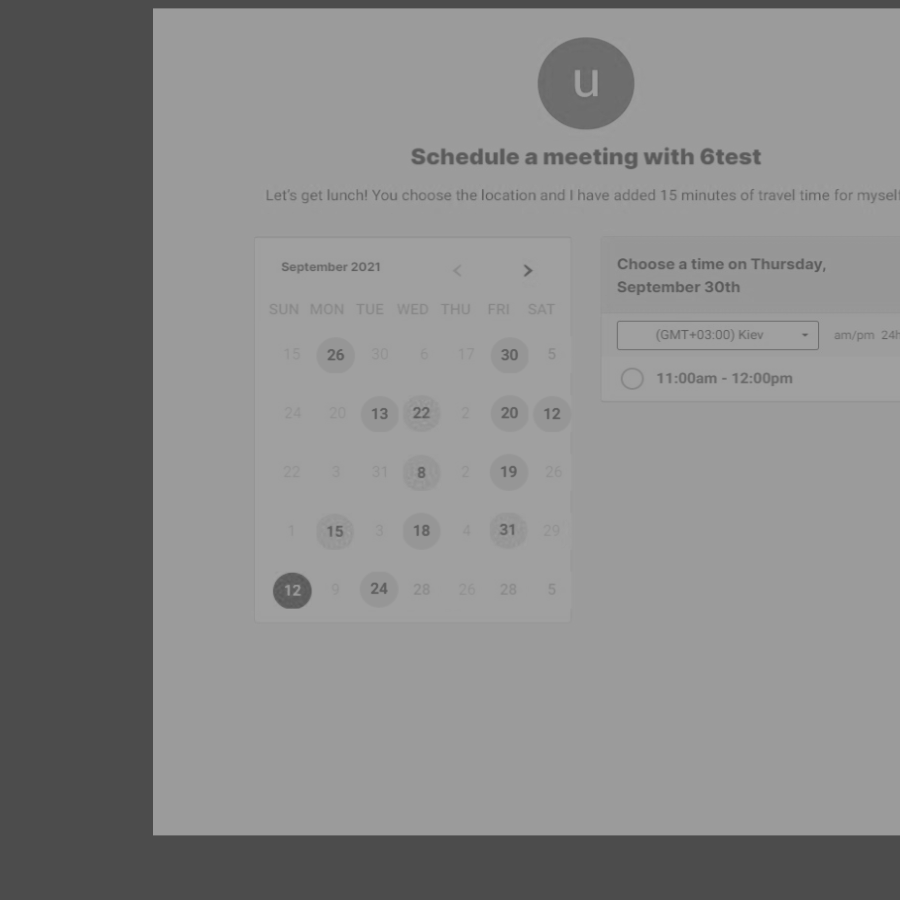 u
Schedule a meeting with 6test
Let's get lunch! You choose the location and I have added 15 minutes of travel time for myself
September 2021
SUN MON TUE WED THU FRI SAT
15 26 30 6 17 30 5
24 20 13 22 2 20 12
22 3 31 8 2 19 26
1 15 3 18 4 31 29
12 9 24 28 26 28 5
Choose a time on Thursday,
September 30th
(GMT+03:00) Kiev am/pm 24h
11:00am - 12:00pm